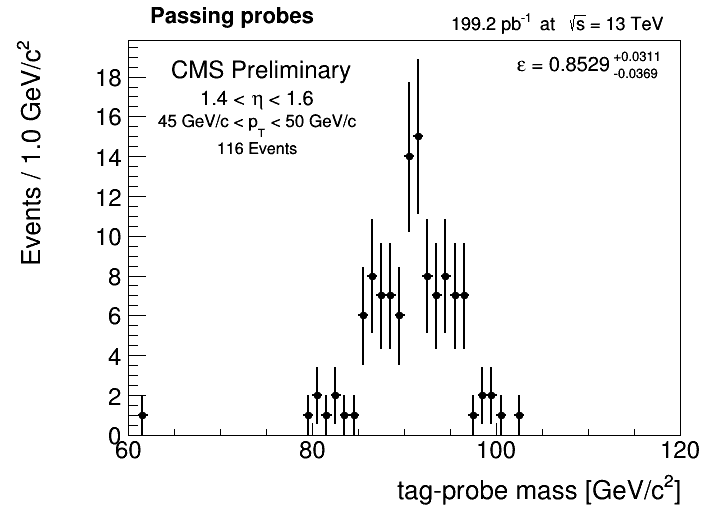 Passing probes
199.2 pb-1 at √s = 13 TeV
CMS Preliminary
ε = 0.8529 +0.0311 -0.0369
1.4 < η < 1.6
45 GeV/c < pT < 50 GeV/c
116 Events
Events / 1.0 GeV/c2
18
16
14
12
10
8
6
4
2
0
60 80 100 120
tag-probe mass [GeV/c2]